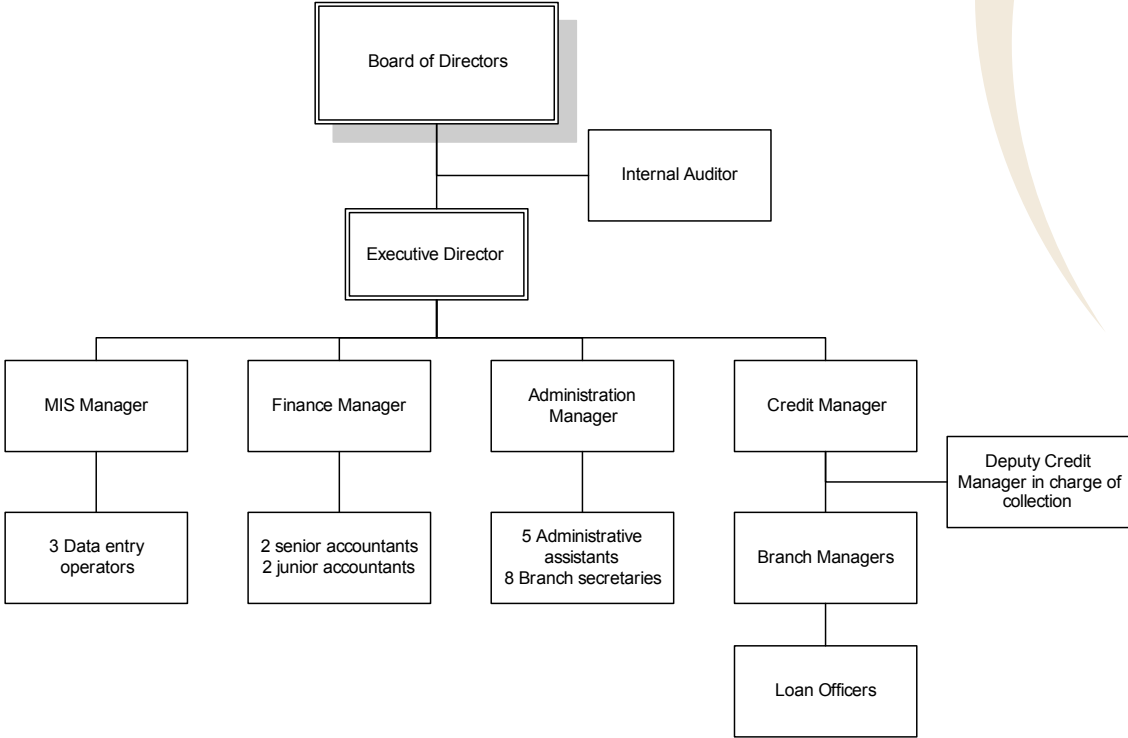 Board of Directors
Internal Auditor
Executive Director
MIS Manager
Finance Manager
Administration
Manager
Credit Manager
Deputy Credit
Manager in charge of
collection
3 Data entry
operators
2 senior accountants
2 junior accountants
5 Administrative
assistants
8 Branch secretaries
Branch Managers
Loan Officers